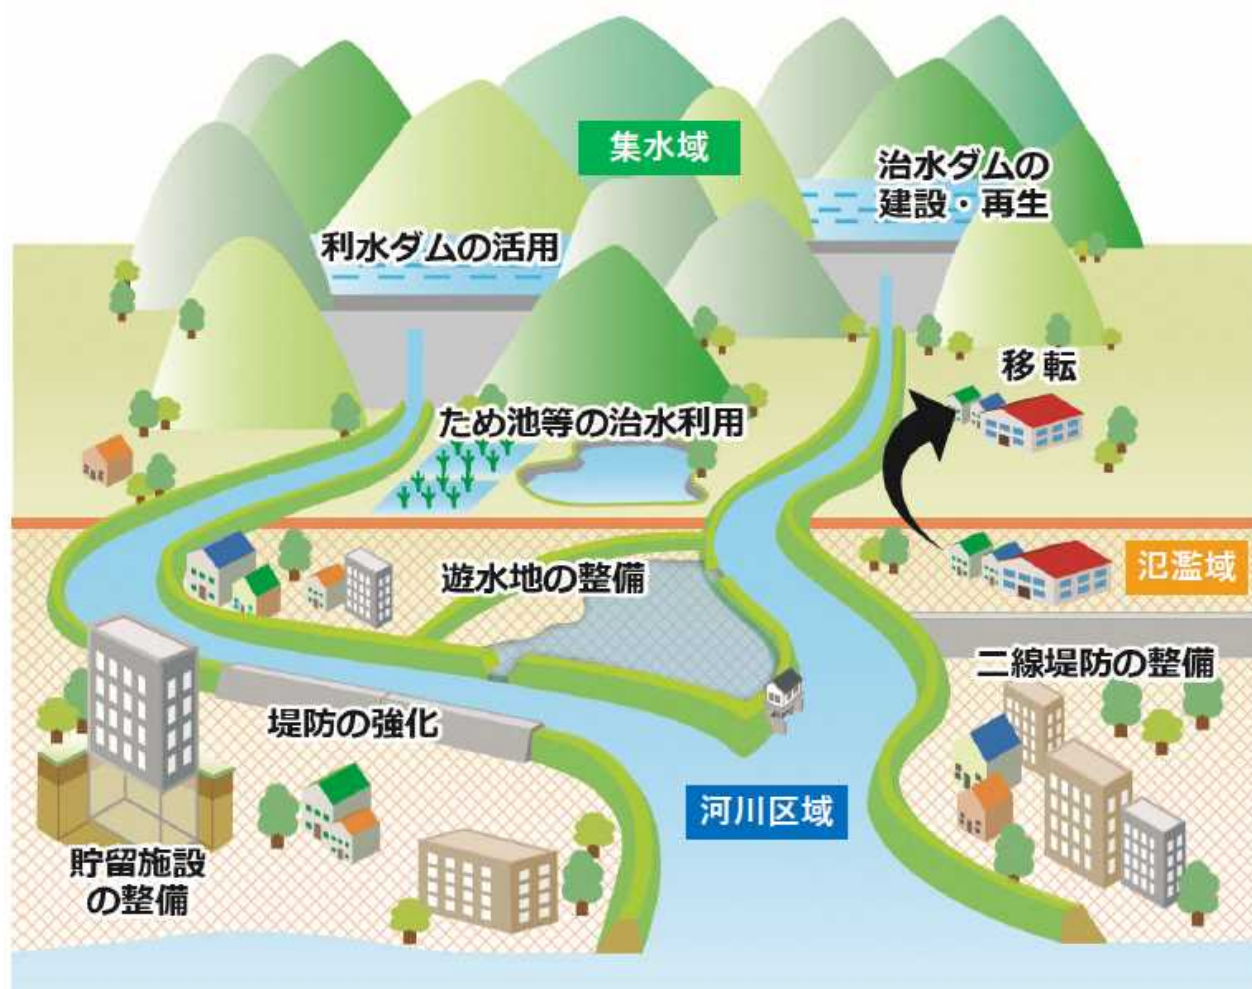 集水域
治水ダムの
建設・再生
利水ダムの活用
移転
ため池等の治水利用
氾濫域
遊水地の整備
二線堤防の整備
堤防の強化
河川区域
貯留施設
の整備